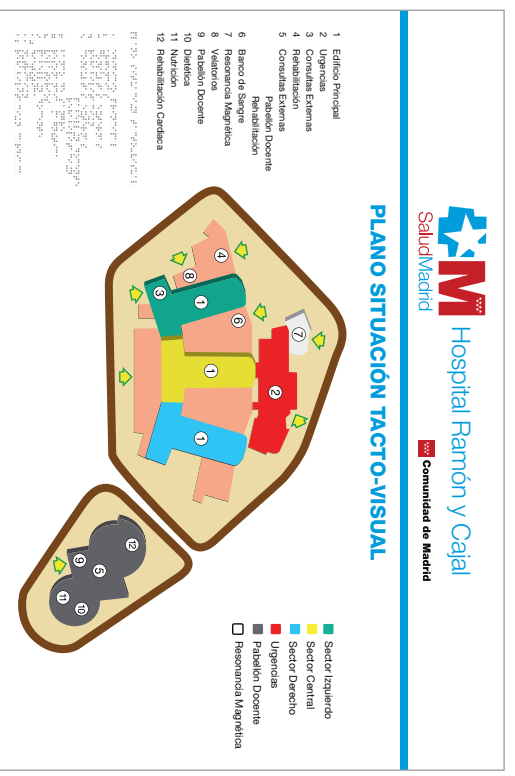 SaludMadrid
Hospital Ramón y Cajal
Comunidad de Madrid
PLANO SITUACIÓN TACTO-VISUAL
1 Edificio Principal
2 Urgencias
3 Consultas Externas
4 Rehabilitación
5 Consultas Externas
Pabellón Docente
Rehabilitación
6 Banco de Sangre
7 Resonancia Magnética
8 Velatorios
9 Pabellón Docente
10 Dietética
11 Nutrición
12 Rehabilitación Cardiaca
4
8
3
1
6
7
1
2
1
12
9
5
11
10
Sector Izquierdo
Sector Central
Sector Derecho
Urgencias
Pabellón Docente
Resonancia Magnética